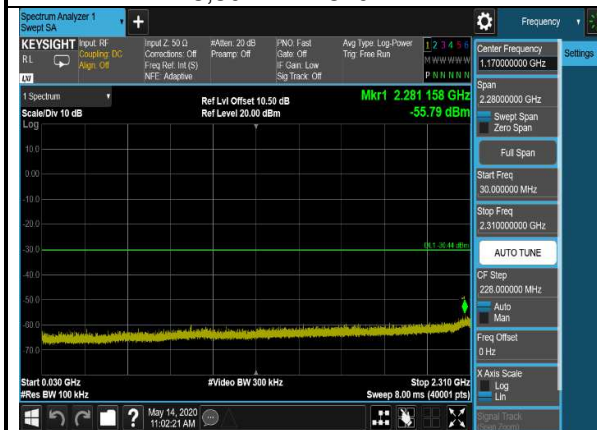 Spectrum Analyzer 1
Swept SA
Frequency
KEYSIGHT
RL
LXI
Input: RF
Coupling: DC
Align: Off
Input Z: 50 Ω
Corrections: Off
Freq Ref: Int (S)
NFE: Adaptive
#Atten: 20 dB
Preamp: Off
PNO: Fast
Gate: Off
IF Gain: Low
Sig Track: Off
Avg Type: Log-Power
Trig: Free Run
1 2 3 4 5 6
M W W W W W
P N N N N N
Center Frequency
1.170000000 GHz
Settings
Span
2.28000000 GHz
Swept Span
Zero Span
Full Span
Start Freq
30.000000 MHz
Stop Freq
2.310000000 GHz
AUTO TUNE
CF Step
228.000000 MHz
Auto
Man
Freq Offset
0 Hz
X Axis Scale
Log
Lin
Signal Track
(Span Zoom)
1 Spectrum
Scale/Div 10 dB
Log
Ref Lvl Offset 10.50 dB
Ref Level 20.00 dBm
Mkr1 2.281 158 GHz
-55.79 dBm
10.0
0.00
-10.0
-20.0
-30.0
-40.0
-50.0
-60.0
-70.0
DL1 -30.44 dBm
Start 0.030 GHz
#Res BW 100 kHz
#Video BW 300 kHz
Stop 2.310 GHz
Sweep 8.00 ms (40001 pts)
May 14, 2020
11:02:21 AM